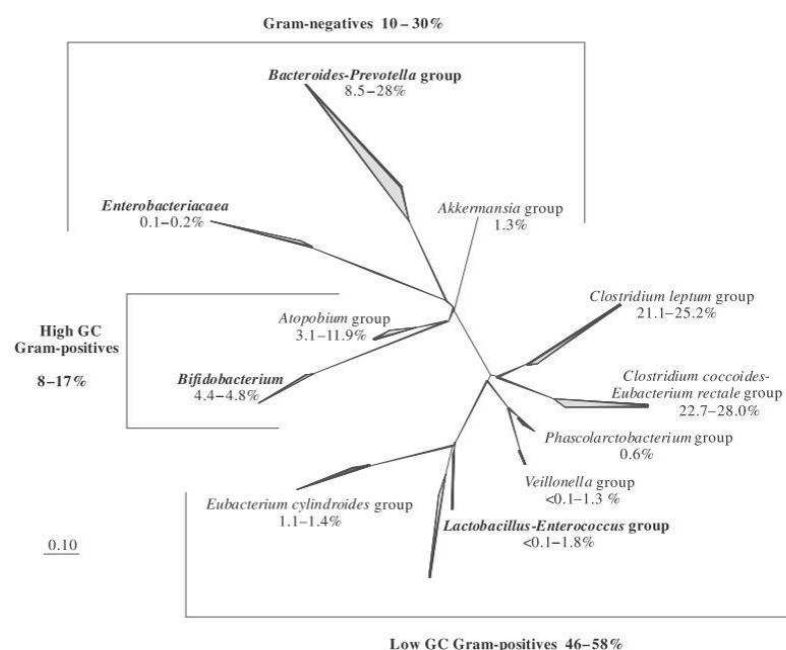 Gram-negatives 10–30%
Bacteroides-Prevotella group
8.5–28%
Enterobacteriacaea
0.1–0.2%
Akkermansia group
1.3%
Clostridium leptum group
21.1–25.2%
Atopobium group
3.1–11.9%
High GC
Gram-positives
8–17%
Bifidobacterium
4.4–4.8%
Clostridium coccoides-
Eubacterium rectale group
22.7–28.0%
Phascolarctobacterium group
0.6%
Veillonella group
<0.1–1.3 %
Eubacterium cylindroides group
1.1–1.4%
Lactobacillus-Enterococcus group
<0.1–1.8%
0.10
Low GC Gram-positives 46–58%